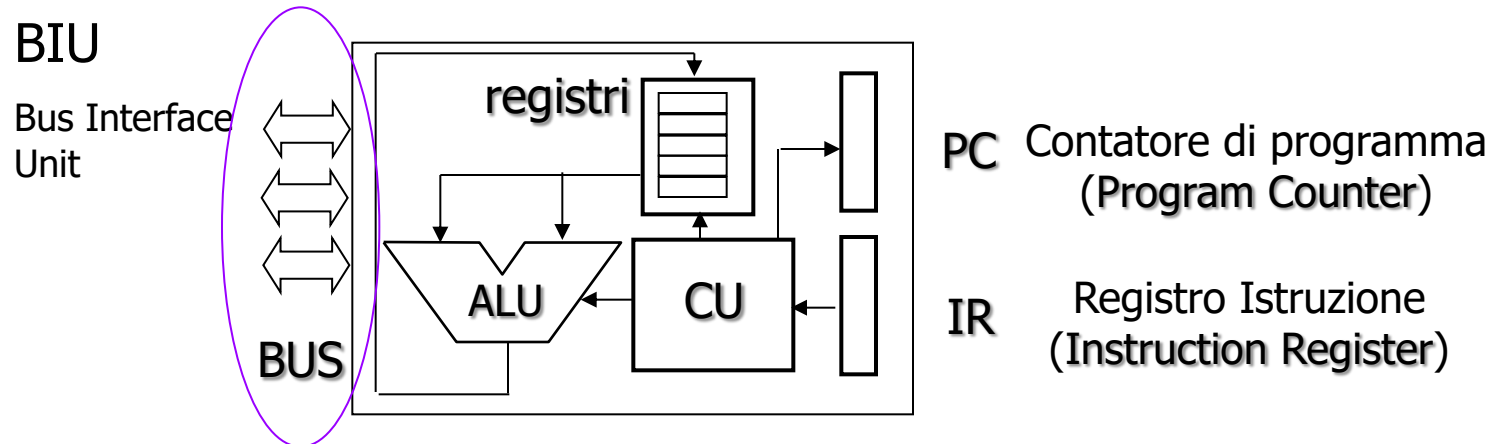 BIU
Bus Interface
Unit
BUS
registri
ALU
CU
PC
Contatore di programma
(Program Counter)
IR
Registro Istruzione
(Instruction Register)